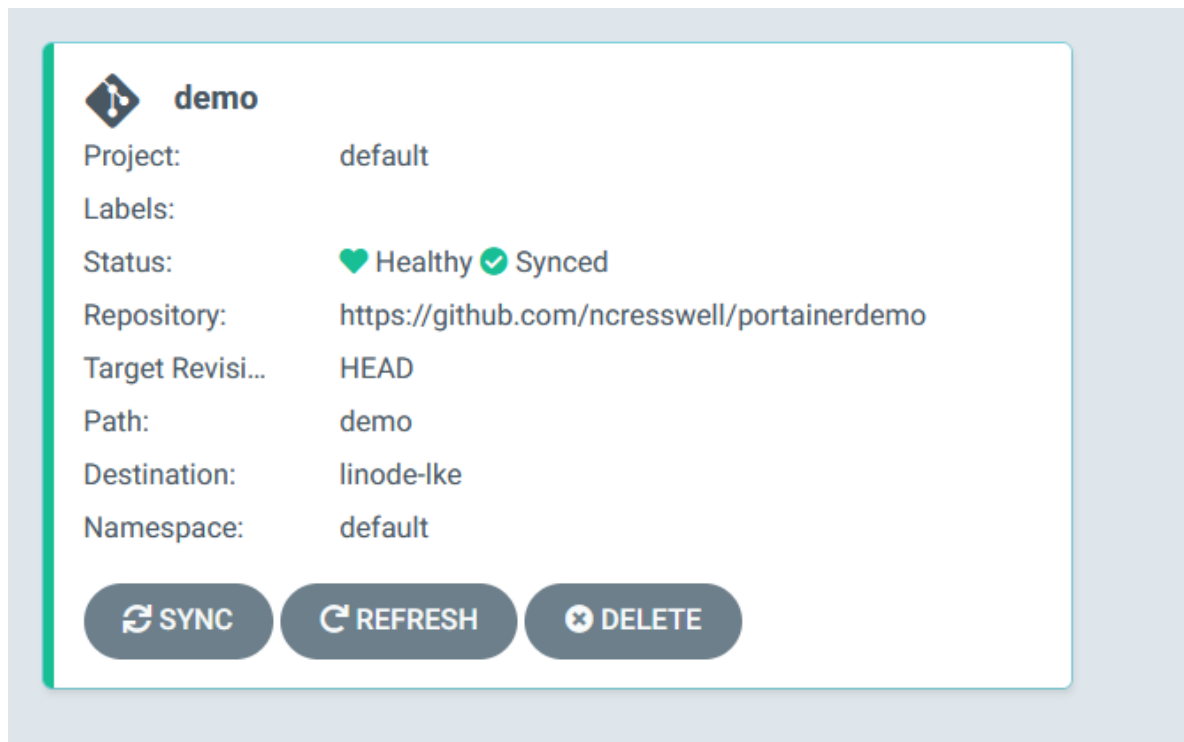 demo
Project: default
Labels:
Status: Healthy Synced
Repository: https://github.com/ncresswell/portainerdemo
Target Revisi... HEAD
Path: demo
Destination: linode-lke
Namespace: default
SYNC REFRESH DELETE